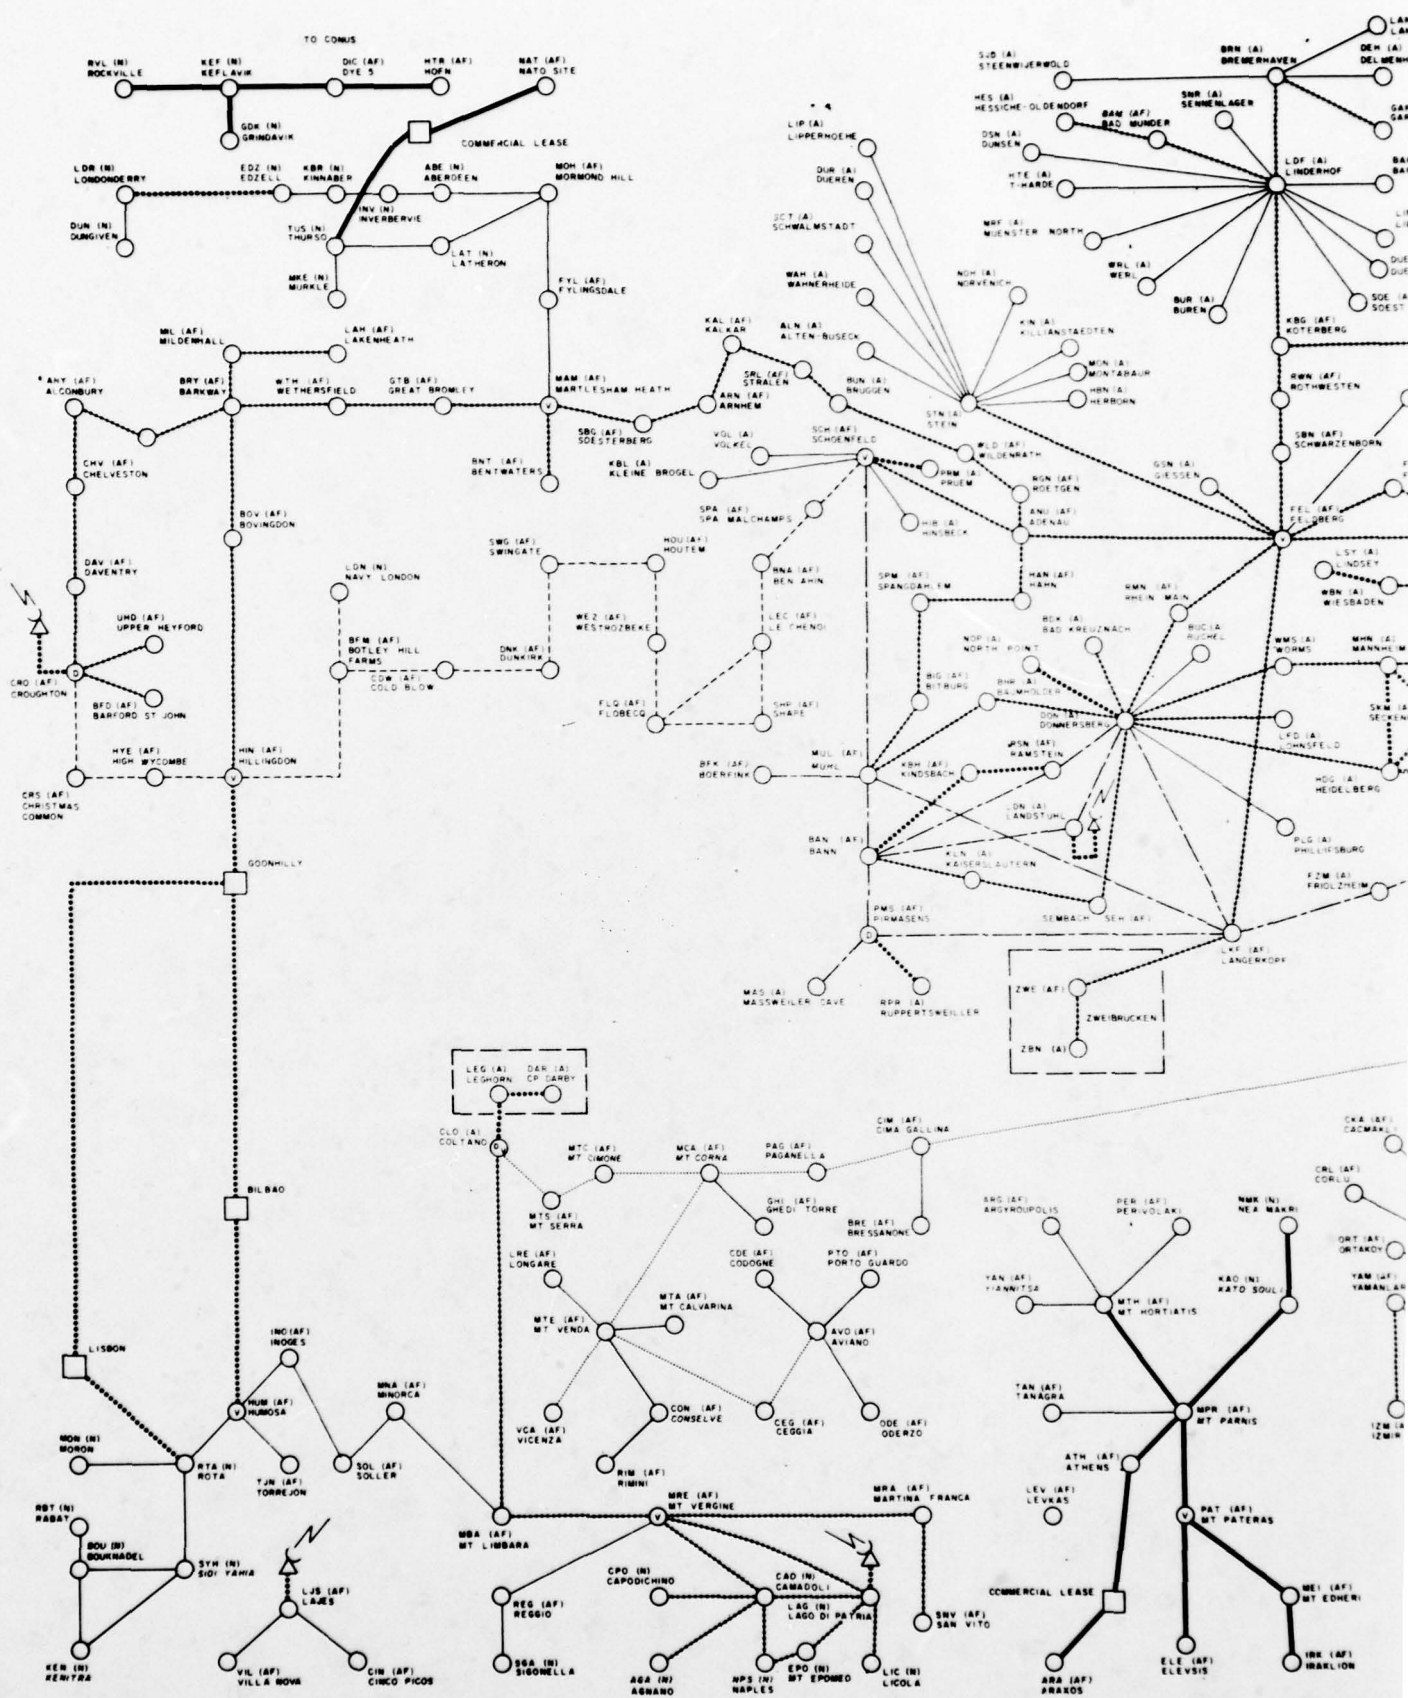 TO CONUS
RVL (N)
ROCKVILLE
KEF (N)
KEFLAVIK
DIC (AF)
DYE 5
HTR (AF)
HOFN
NAT (AF)
NATO SITE
GDK (N)
GRINDAVIK
COMMERCIAL LEASE
LDR (N)
LONDONDERRY
EDZ (N)
EDZELL
KBR (N)
KINNABER
ABE (N)
ABERDEEN
MOH (AF)
MORMOND HILL
INV (N)
INVERBERVIE
DUN (N)
DUNGIVEN
TUS (N)
THURSO
LAT (N)
LATHERON
MKE (N)
MURKLE
FYL (AF)
FYLINGSDALE
MIL (AF)
MILDENHALL
LAH (AF)
LAKENHEATH
AHY (AF)
ALCONBURY
BRY (AF)
BARKWAY
WTH (AF)
WETHERSFIELD
GTB (AF)
GREAT BROMLEY
MAM (AF)
MARTLESHAM HEATH
V
SBG (AF)
SOESTERBERG
BNT (AF)
BENTWATERS
CHV (AF)
CHELVESTON
BOV (AF)
BOVINGDON
DAV (AF)
DAVENTRY
UHD (AF)
UPPER HEYFORD
CRO (AF)
CROUGHTON
D
BFD (AF)
BARFORD ST JOHN
LDN (N)
NAVY LONDON
BFM (AF)
BOTLEY HILL
FARMS
CDW (AF)
COLD BLOW
HYE (AF)
HIGH WYCOMBE
HIN (AF)
HILLINGDON
V
CRS (AF)
CHRISTMAS
COMMON
SWG (AF)
SWINGATE
DNK (AF)
DUNKIRK
HOU (AF)
HOUTEM
WEZ (AF)
WESTROZBEKE
FLO (AF)
FLOBECQ
BNA (AF)
BEN AHIN
LEC (AF)
LE CHENOI
SHP (AF)
SHAPE
SPA (AF)
SPA MALCHAMPS
LIP (A)
LIPPERHOEHE
DUR (A)
DUEREN
SCT (A)
SCHWALMSTADT
WAH (A)
WAHNERHEIDE
ALN (A)
ALTEN-BUSECK
KAL (AF)
KALKAR
SRL (AF)
STRALEN
BUN (A)
BRUGGEN
ARN (AF)
ARNHEM
VOL (A)
VOLKEL
KBL (A)
KLEINE BROGEL
SCH (AF)
SCHOENFELD
V
PRM (A)
PRUEM
HIB (A)
HINSBECK
WLD (AF)
WILDENRATH
RGN (AF)
ROETGEN
ANU (AF)
ADENAU
HAN (AF)
HAHN
SPM (AF)
SPANGDAHLEM
BIG (AF)
BITBURG
NOH (A)
NORVENICH
KIN (A)
KILLIANSTAEDTEN
MON (A)
MONTABAUR
HBN (A)
HERBORN
STN (A)
STEIN
SJD (A)
STEENWIJERWOLD
HES (A)
HESSICHE-OLDENDORF
BAM (AF)
BAD MUNDER
SNR (A)
SENNENLAGER
DSN (A)
DUNSEN
HTE (A)
T-HARDE
MRF (A)
MUENSTER NORTH
WRL (A)
WERL
BUR (A)
BUREN
BRN (A)
BREMERHAVEN
LDF (A)
LINDERHOF
DEH (A)
SOE
SOEST
KBG (AF)
KOTERBERG
RWN (AF)
ROTHWESTEN
SBN (AF)
SCHWARZENBORN
GSN (A)
GIESSEN
FEL (AF)
FELDBERG
V
LSY (A)
LINDSEY
WBN (A)
WIESBADEN
RMN (AF)
RHEIN MAIN
BDK (A)
BAD KREUZNACH
BUC (A)
BUCHEL
NOP (A)
NORTH POINT
WMS (A)
WORMS
MHN (A)
MANNHEIM
BHR (A)
BAUMHOLDER
DON (A)
DONNERSBERG
LFD (A)
LOHNSFELD
HDG (A)
HEIDELBERG
MUL (AF)
MUHL
BFK (A)
BOERFINK
KBH (AF)
KINDSBACH
RSN (AF)
RAMSTEIN
LDN (A)
LANDSTUHL
BAN (AF)
BANN
KLN (A)
KAISERSLAUTERN
PLG (A)
PHILLIPSBURG
FZM (A)
FRIOLZHEIM
SEMBACH SEH (AF)
PMS (AF)
PIRMASENS
D
LKF (AF)
LANGERKOPF
MAS (A)
MASSWEILER CAVE
RPR (A)
RUPPERTSWEILLER
ZWE (AF)
ZWEIBRUCKEN
ZBN (A)
GOONHILLY
BILBAO
LISBON
LEG (A)
LEGHORN
DAR (A)
CP DARBY
CLO (A)
COLTANO
D
MTC (AF)
MT CIMONE
MCA (AF)
MT CORNA
PAG (AF)
PAGANELLA
CIM (AF)
CIMA GALLINA
MTS (AF)
MT SERRA
GHI (AF)
GHEDI TORRE
BRE (AF)
BRESSANONE
LRE (AF)
LONGARE
CDE (AF)
CODOGNE
PTO (AF)
PORTO GUARDO
MTA (AF)
MT CALVARINA
MTE (AF)
MT VENDA
AVO (AF)
AVIANO
VCA (AF)
VICENZA
CON (AF)
CONSELVE
CEG (AF)
CEGGIA
ODE (AF)
ODERZO
RIM (AF)
RIMINI
INO (AF)
INOGES
MNA (AF)
MINORCA
HUM (AF)
HUMOSA
V
MON (N)
MORON
RTA (N)
ROTA
TJN (AF)
TORREJON
SOL (AF)
SOLLER
RBT (N)
RABAT
BOU (N)
BOUKNADEL
SYH (N)
SIDI YAHIA
KEN (N)
KENITRA
LJS (AF)
LAJES
VIL (AF)
VILLA NOVA
CIN (AF)
CINCO PICOS
MBA (AF)
MT LIMBARA
MRE (AF)
MT VERGINE
V
MRA (AF)
MARTINA FRANCA
REG (AF)
REGGIO
SGA (N)
SIGONELLA
CPO (N)
CAPODICHINO
CAD (N)
CAMADOLI
LAG (N)
LAGO DI PATRIA
AGA (N)
AGNANO
NPS (N)
NAPLES
EPO (N)
MT EPOMEO
LIC (N)
LICOLA
SNV (AF)
SAN VITO
ARG (AF)
ARGYROUPOLIS
PER (AF)
PERIVOLAKI
NMK (N)
NEA MAKRI
YAN (AF)
YIANNITSA
MTH (AF)
MT HORTIATIS
KAO (N)
KATO SOULI
TAN (AF)
TANAGRA
MPR (AF)
MT PARNIS
ATH (AF)
ATHENS
LEV (AF)
LEVKAS
PAT (AF)
MT PATERAS
V
COMMERCIAL LEASE
MEI (AF)
MT EDHERI
ARA (AF)
ARAXOS
ELE (AF)
ELEVSIS
IRK (AF)
IRAKLION
CKA (AF)
CRL (AF)
CORLU
ORT (AF)
ORTAKOY
YAM (AF)
YAMANLAR
IZM
IZMIR